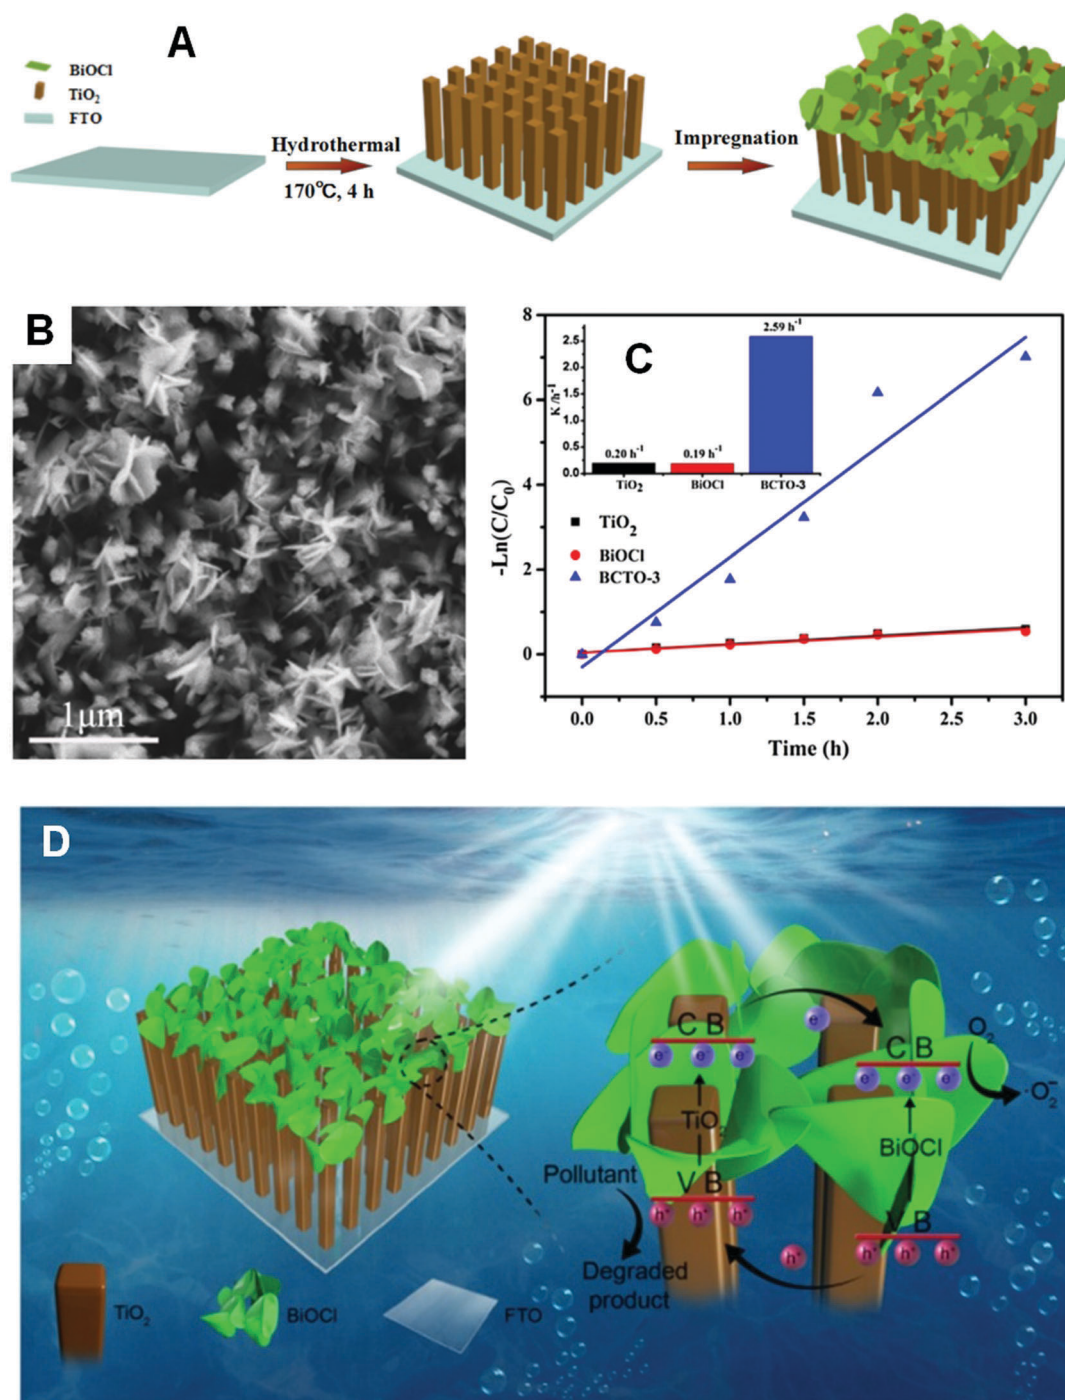 A
BiOCl
TiO₂
FTO
Hydrothermal
170℃, 4 h
Impregnation
B
1μm
C
8
6
4
2
0
-Ln(C/C₀)
K /h⁻¹
2.5
2.0
1.5
1.0
0.5
0.0
0.20 h⁻¹
0.19 h⁻¹
2.59 h⁻¹
TiO₂
BiOCl
BCTO-3
TiO₂
BiOCl
BCTO-3
0.0 0.5 1.0 1.5 2.0 2.5 3.0
Time (h)
D
e⁻
C B
e⁻ e⁻ e⁻
C B
e⁻ e⁻ e⁻
O₂
·O₂⁻
TiO₂
BiOCl
Pollutant
V B
h⁺ h⁺ h⁺
V B
h⁺ h⁺ h⁺
h⁺
Degraded
product
TiO₂
BiOCl
FTO